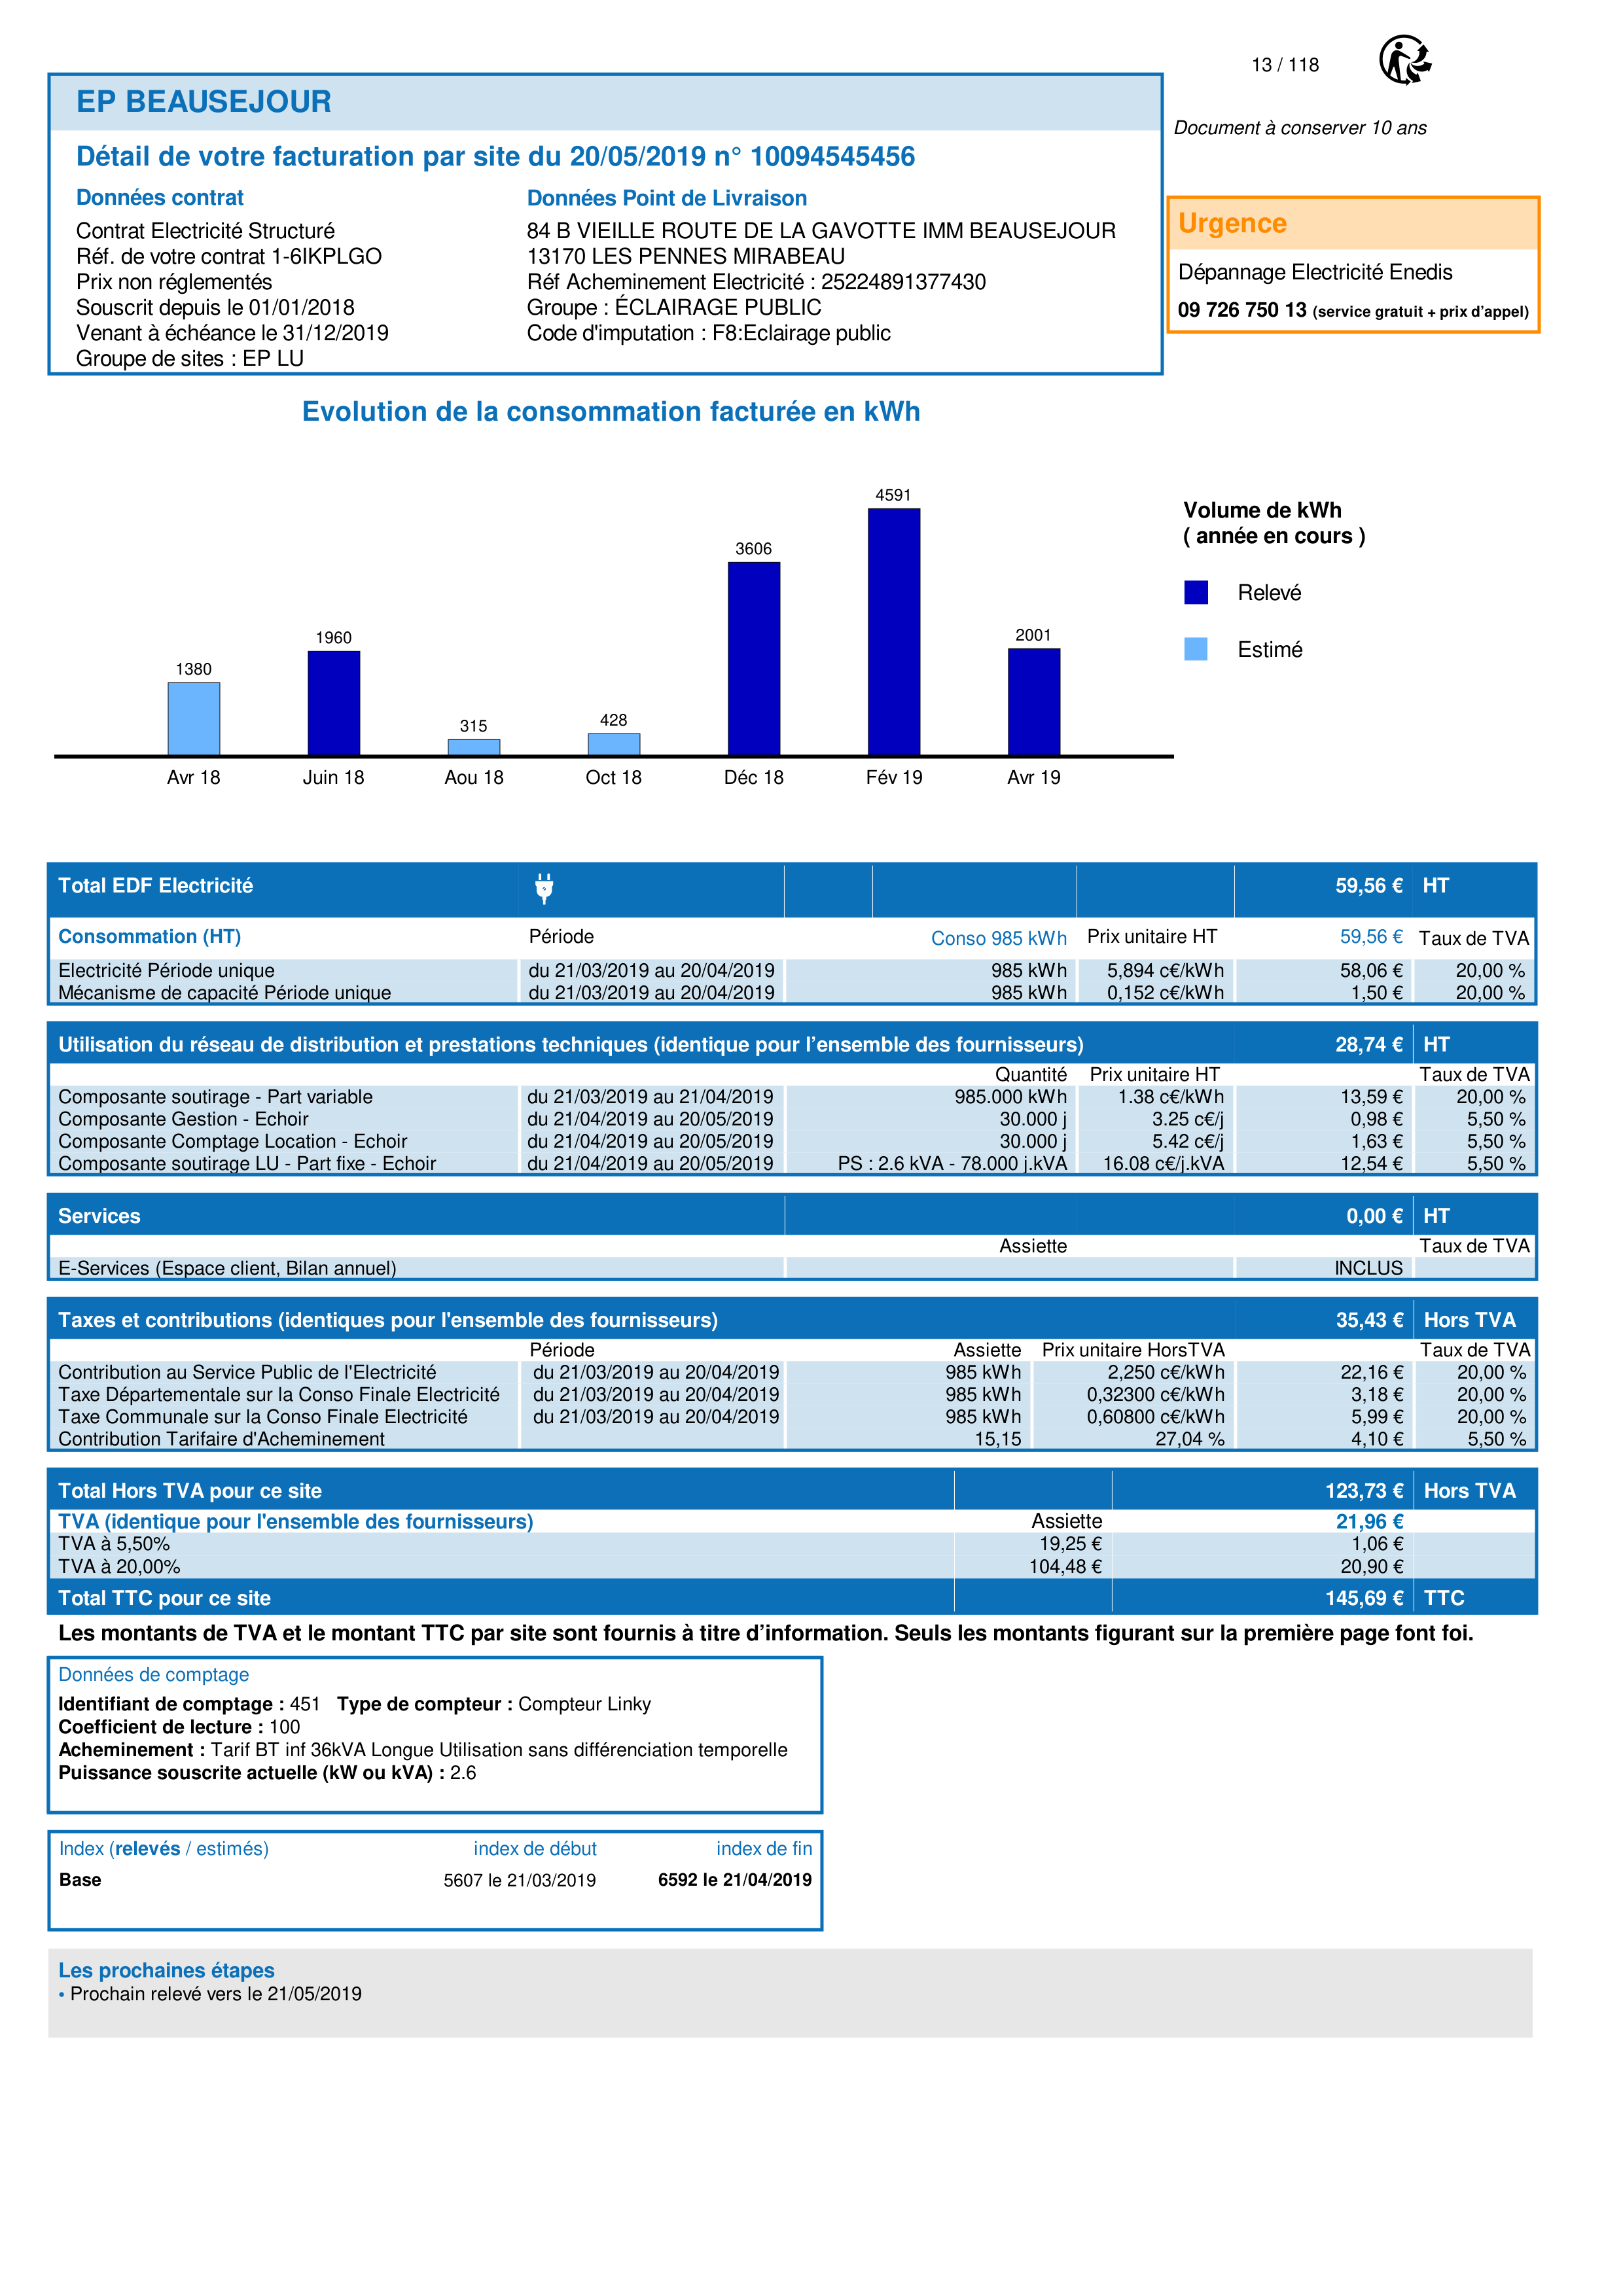 13 / 118
Document à conserver 10 ans
EP BEAUSEJOUR
Détail de votre facturation par site du 20/05/2019 n° 10094545456
Données contrat
Contrat Electricité Structuré
Réf. de votre contrat 1-6IKPLGO
Prix non réglementés
Souscrit depuis le 01/01/2018
Venant à échéance le 31/12/2019
Groupe de sites : EP LU
Données Point de Livraison
84 B VIEILLE ROUTE DE LA GAVOTTE IMM BEAUSEJOUR
13170 LES PENNES MIRABEAU
Réf Acheminement Electricité : 25224891377430
Groupe : ÉCLAIRAGE PUBLIC
Code d'imputation : F8:Eclairage public
Urgence
Dépannage Electricité Enedis
09 726 750 13 (service gratuit + prix d'appel)
Evolution de la consommation facturée en kWh
1380
1960
315
428
3606
4591
2001
Avr 18 Juin 18 Aou 18 Oct 18 Déc 18 Fév 19 Avr 19
Volume de kWh
( année en cours )
Relevé
Estimé
Total EDF Electricité 59,56 € HT
Consommation (HT) Période Conso 985 kWh Prix unitaire HT 59,56 € Taux de TVA
Electricité Période unique du 21/03/2019 au 20/04/2019 985 kWh 5,894 c€/kWh 58,06 € 20,00 %
Mécanisme de capacité Période unique du 21/03/2019 au 20/04/2019 985 kWh 0,152 c€/kWh 1,50 € 20,00 %
Utilisation du réseau de distribution et prestations techniques (identique pour l'ensemble des fournisseurs) 28,74 € HT
Quantité Prix unitaire HT Taux de TVA
Composante soutirage - Part variable du 21/03/2019 au 21/04/2019 985.000 kWh 1.38 c€/kWh 13,59 € 20,00 %
Composante Gestion - Echoir du 21/04/2019 au 20/05/2019 30.000 j 3.25 c€/j 0,98 € 5,50 %
Composante Comptage Location - Echoir du 21/04/2019 au 20/05/2019 30.000 j 5.42 c€/j 1,63 € 5,50 %
Composante soutirage LU - Part fixe - Echoir du 21/04/2019 au 20/05/2019 PS : 2.6 kVA - 78.000 j.kVA 16.08 c€/j.kVA 12,54 € 5,50 %
Services 0,00 € HT
Assiette Taux de TVA
E-Services (Espace client, Bilan annuel) INCLUS
Taxes et contributions (identiques pour l'ensemble des fournisseurs) 35,43 € Hors TVA
Période Assiette Prix unitaire HorsTVA Taux de TVA
Contribution au Service Public de l'Electricité du 21/03/2019 au 20/04/2019 985 kWh 2,250 c€/kWh 22,16 € 20,00 %
Taxe Départementale sur la Conso Finale Electricité du 21/03/2019 au 20/04/2019 985 kWh 0,32300 c€/kWh 3,18 € 20,00 %
Taxe Communale sur la Conso Finale Electricité du 21/03/2019 au 20/04/2019 985 kWh 0,60800 c€/kWh 5,99 € 20,00 %
Contribution Tarifaire d'Acheminement 15,15 27,04 % 4,10 € 5,50 %
Total Hors TVA pour ce site 123,73 € Hors TVA
TVA (identique pour l'ensemble des fournisseurs) Assiette 21,96 €
TVA à 5,50% 19,25 € 1,06 €
TVA à 20,00% 104,48 € 20,90 €
Total TTC pour ce site 145,69 € TTC
Les montants de TVA et le montant TTC par site sont fournis à titre d'information. Seuls les montants figurant sur la première page font foi.
Données de comptage
Identifiant de comptage : 451 Type de compteur : Compteur Linky
Coefficient de lecture : 100
Acheminement : Tarif BT inf 36kVA Longue Utilisation sans différenciation temporelle
Puissance souscrite actuelle (kW ou kVA) : 2.6
Index (relevés / estimés) index de début index de fin
Base 5607 le 21/03/2019 6592 le 21/04/2019
Les prochaines étapes
• Prochain relevé vers le 21/05/2019